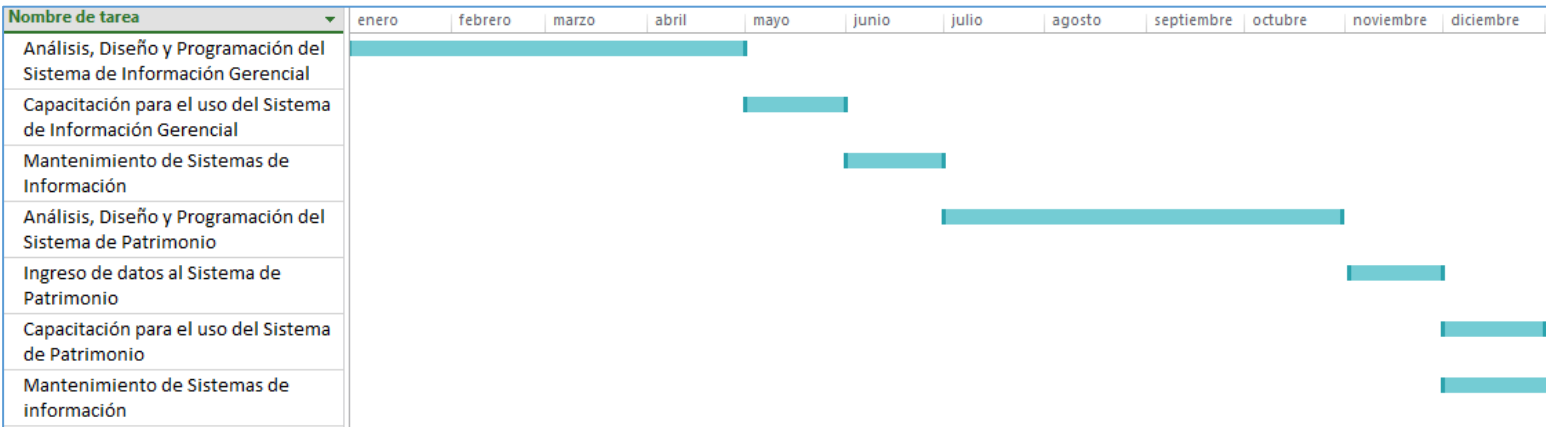 Nombre de tarea
enero febrero marzo abril mayo junio julio agosto septiembre octubre noviembre diciembre
Análisis, Diseño y Programación del
Sistema de Información Gerencial
Capacitación para el uso del Sistema
de Información Gerencial
Mantenimiento de Sistemas de
Información
Análisis, Diseño y Programación del
Sistema de Patrimonio
Ingreso de datos al Sistema de
Patrimonio
Capacitación para el uso del Sistema
de Patrimonio
Mantenimiento de Sistemas de
información